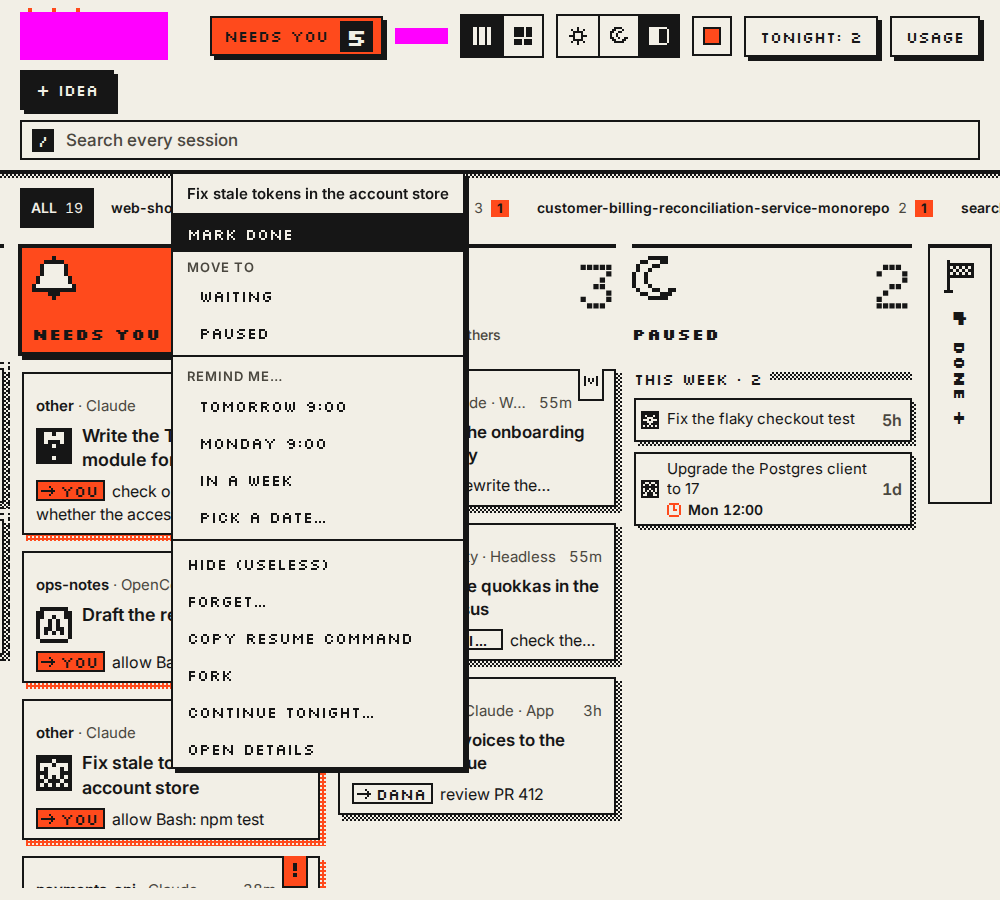 NEEDS YOU 5
TONIGHT: 2
USAGE
+ IDEA
/ Search every session
ALL 19
web-sho
3 1
customer-billing-reconciliation-service-monorepo 2 1
searc
Fix stale tokens in the account store
MARK DONE
MOVE TO
WAITING
PAUSED
REMIND ME…
TOMORROW 9:00
MONDAY 9:00
IN A WEEK
PICK A DATE…
HIDE (USELESS)
FORGET…
COPY RESUME COMMAND
FORK
CONTINUE TONIGHT…
OPEN DETAILS
NEEDS YOU
other · Claude
Write the T
module for
→ YOU check o
whether the acces
ops-notes · OpenC
Draft the re
→ YOU allow Ba
other · Claude
Fix stale to
account store
→ YOU allow Bash: npm test
!
payments-api · Claude 38m
3
thers
de · W… 55m
he onboarding
y
ewrite the…
y · Headless 55m
e quokkas in the
sus
check the…
Claude · App 3h
voices to the
ue
→ DANA review PR 412
2
PAUSED
THIS WEEK · 2
Fix the flaky checkout test 5h
Upgrade the Postgres client
to 17 1d
Mon 12:00
4 DONE +